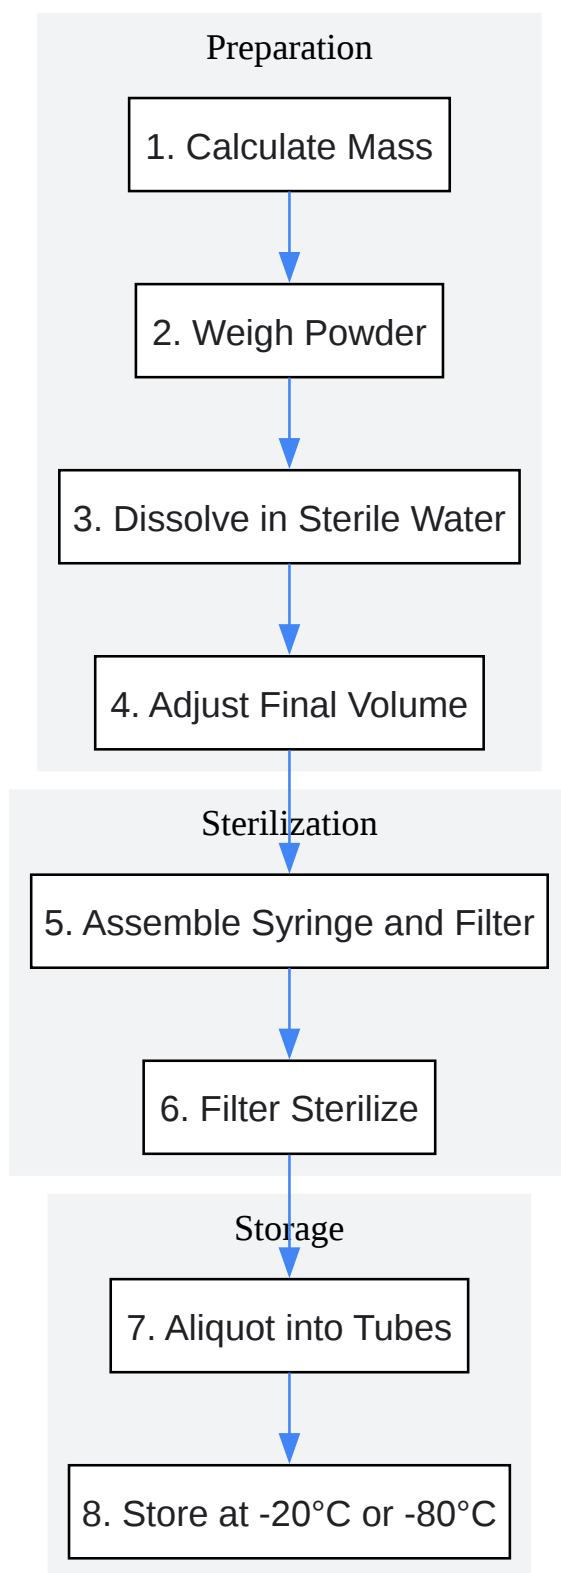 Preparation
1. Calculate Mass
2. Weigh Powder
3. Dissolve in Sterile Water
4. Adjust Final Volume
Sterilization
5. Assemble Syringe and Filter
6. Filter Sterilize
Storage
7. Aliquot into Tubes
8. Store at -20°C or -80°C